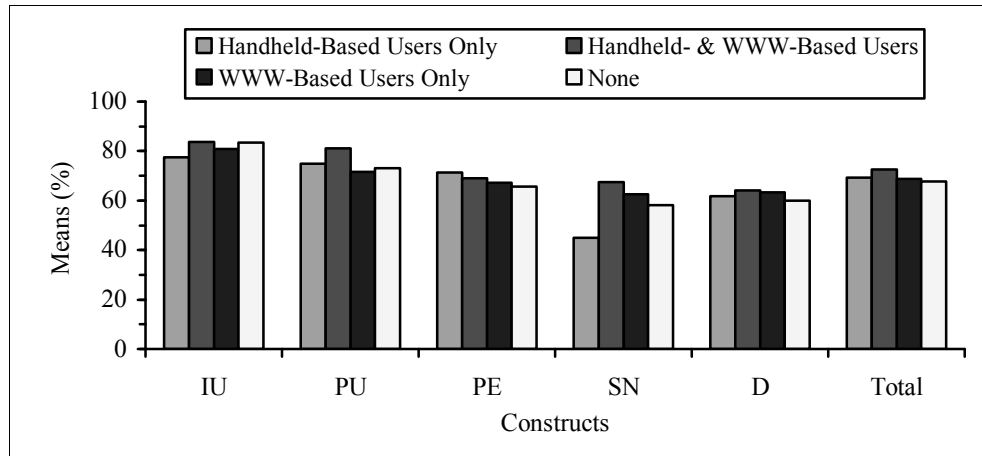 Handheld-Based Users Only Handheld- & WWW-Based Users
WWW-Based Users Only None
100
80
60
40
20
0
Means (%)
IU PU PE SN D Total
Constructs